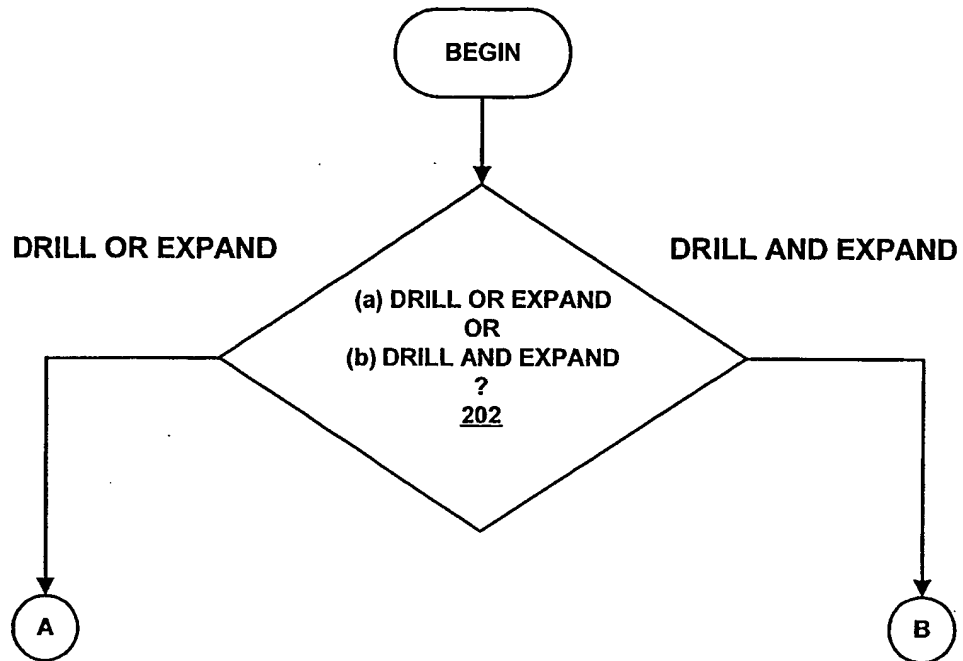 BEGIN
DRILL OR EXPAND
DRILL AND EXPAND
(a) DRILL OR EXPAND
OR
(b) DRILL AND EXPAND
?
202
A
B